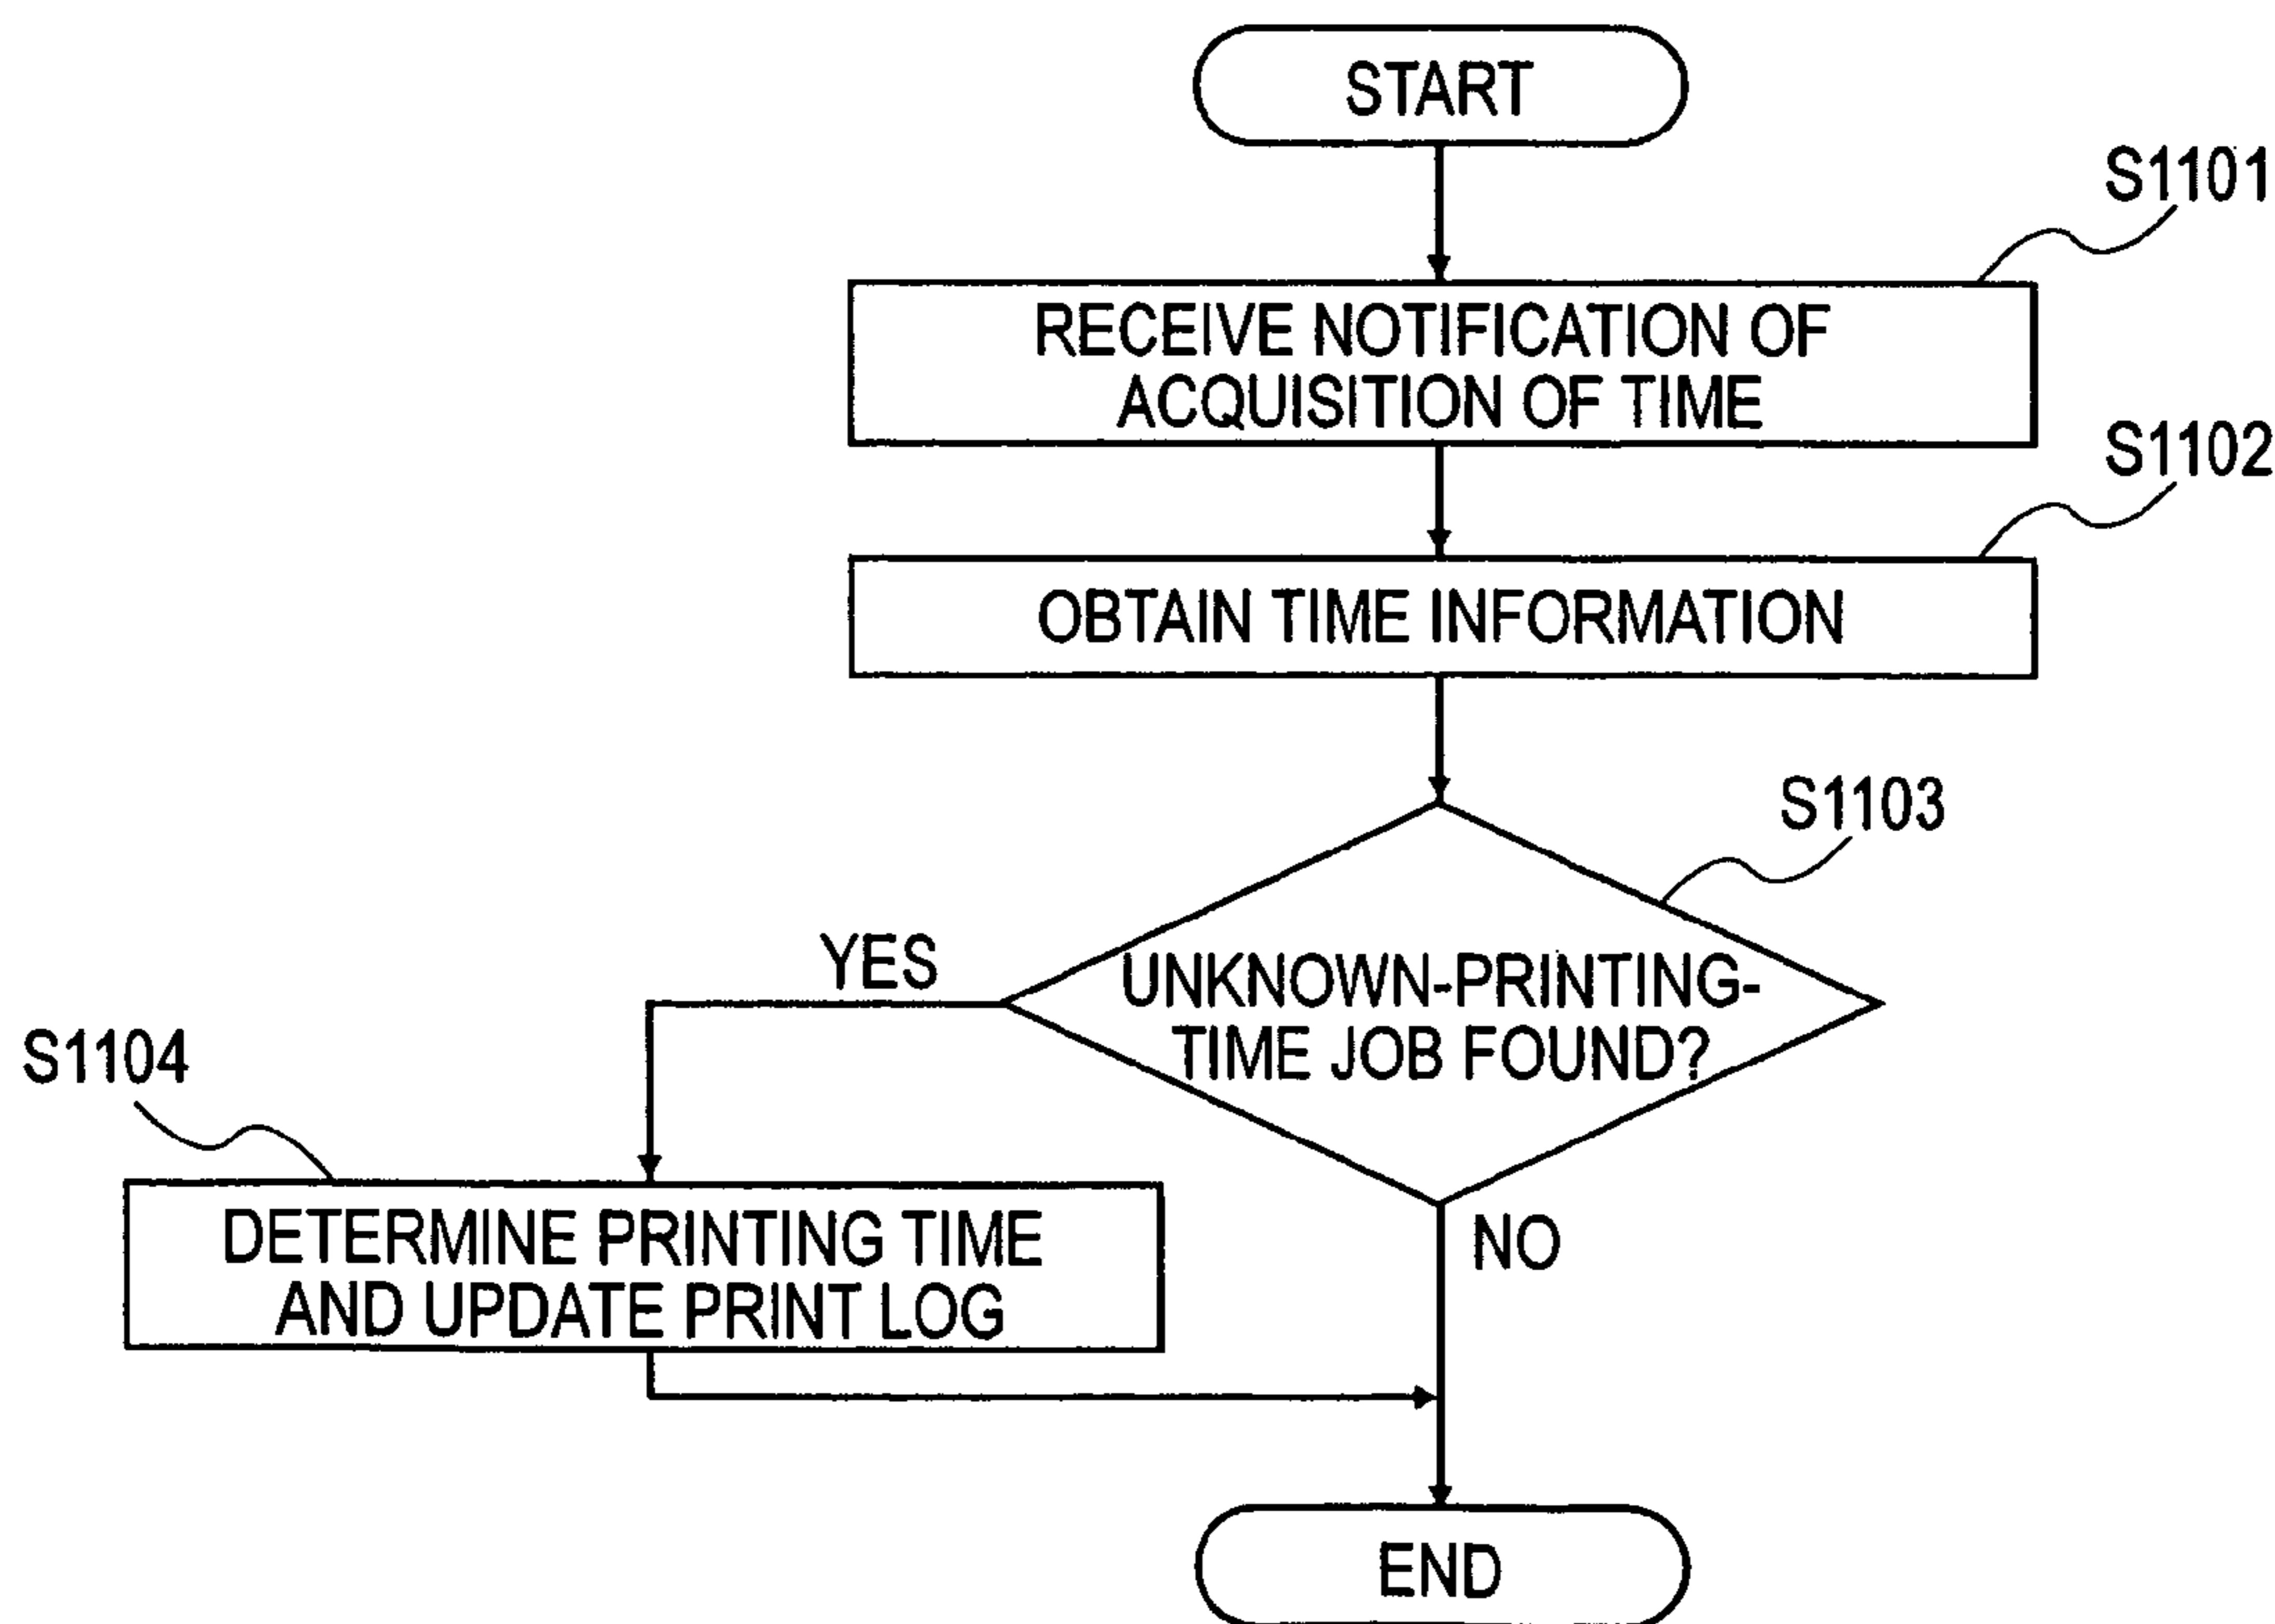 START
S1101
RECEIVE NOTIFICATION OF
ACQUISITION OF TIME
S1102
OBTAIN TIME INFORMATION
S1103
UNKNOWN-PRINTING-
TIME JOB FOUND?
YES
S1104
DETERMINE PRINTING TIME
AND UPDATE PRINT LOG
NO
END